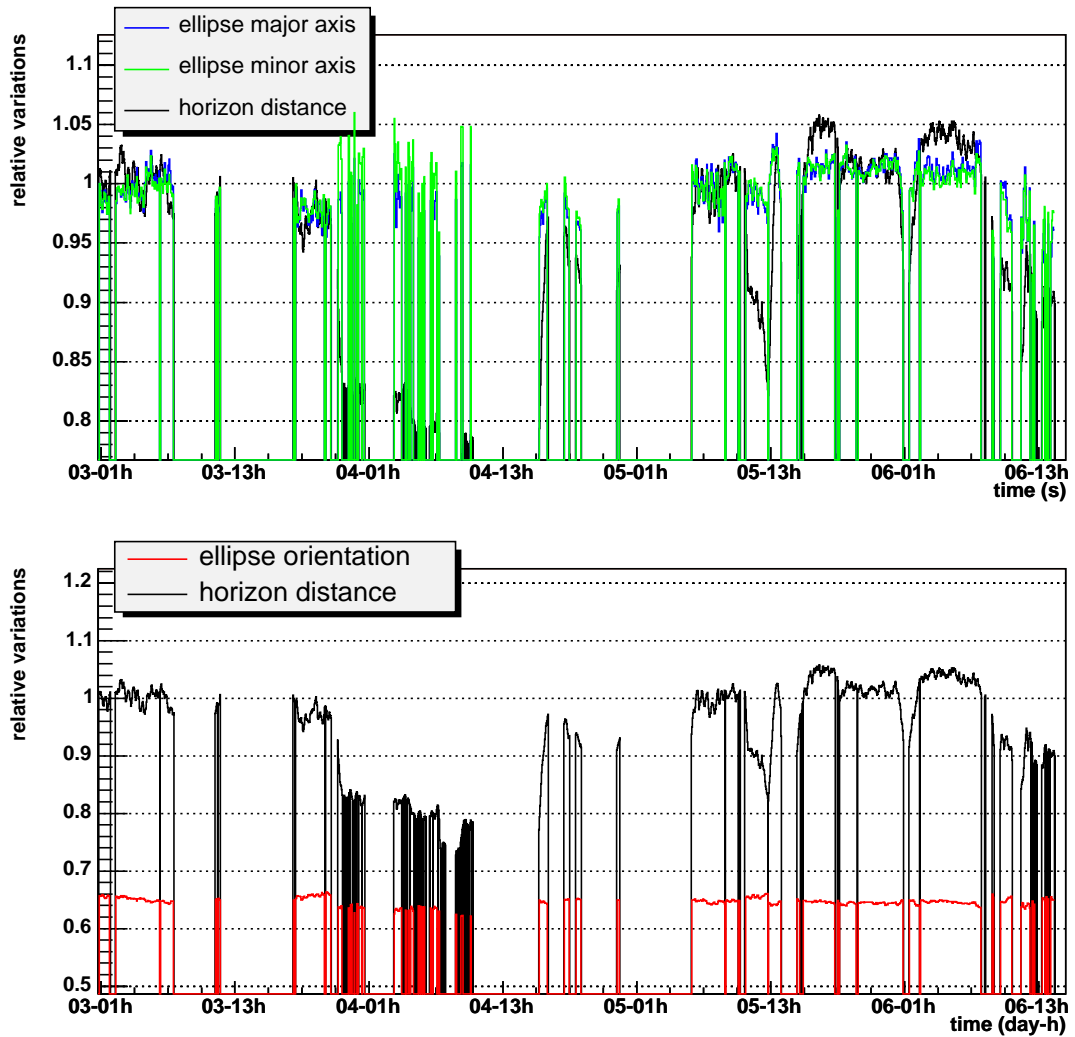 ellipse major axis
ellipse minor axis
horizon distance
relative variations
1.1
1.05
1
0.95
0.9
0.85
0.8
03-01h 03-13h 04-01h 04-13h 05-01h 05-13h 06-01h 06-13h
time (s)
ellipse orientation
horizon distance
relative variations
1.2
1.1
1
0.9
0.8
0.7
0.6
0.5
03-01h 03-13h 04-01h 04-13h 05-01h 05-13h 06-01h 06-13h
time (day-h)